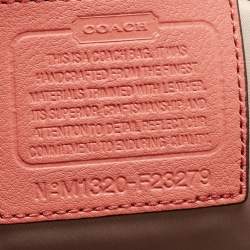 COACH
THIS IS A COACH BAG. IT WAS
HANDCRAFTED FROM THE FINEST
MATERIALS TRIMMED WITH LEATHER.
ITS SUPERIOR CRAFTSMANSHIP AND
ATTENTION TO DETAIL REFLECT OUR
COMMITMENT TO ENDURING QUALITY.
No M1320-F23279